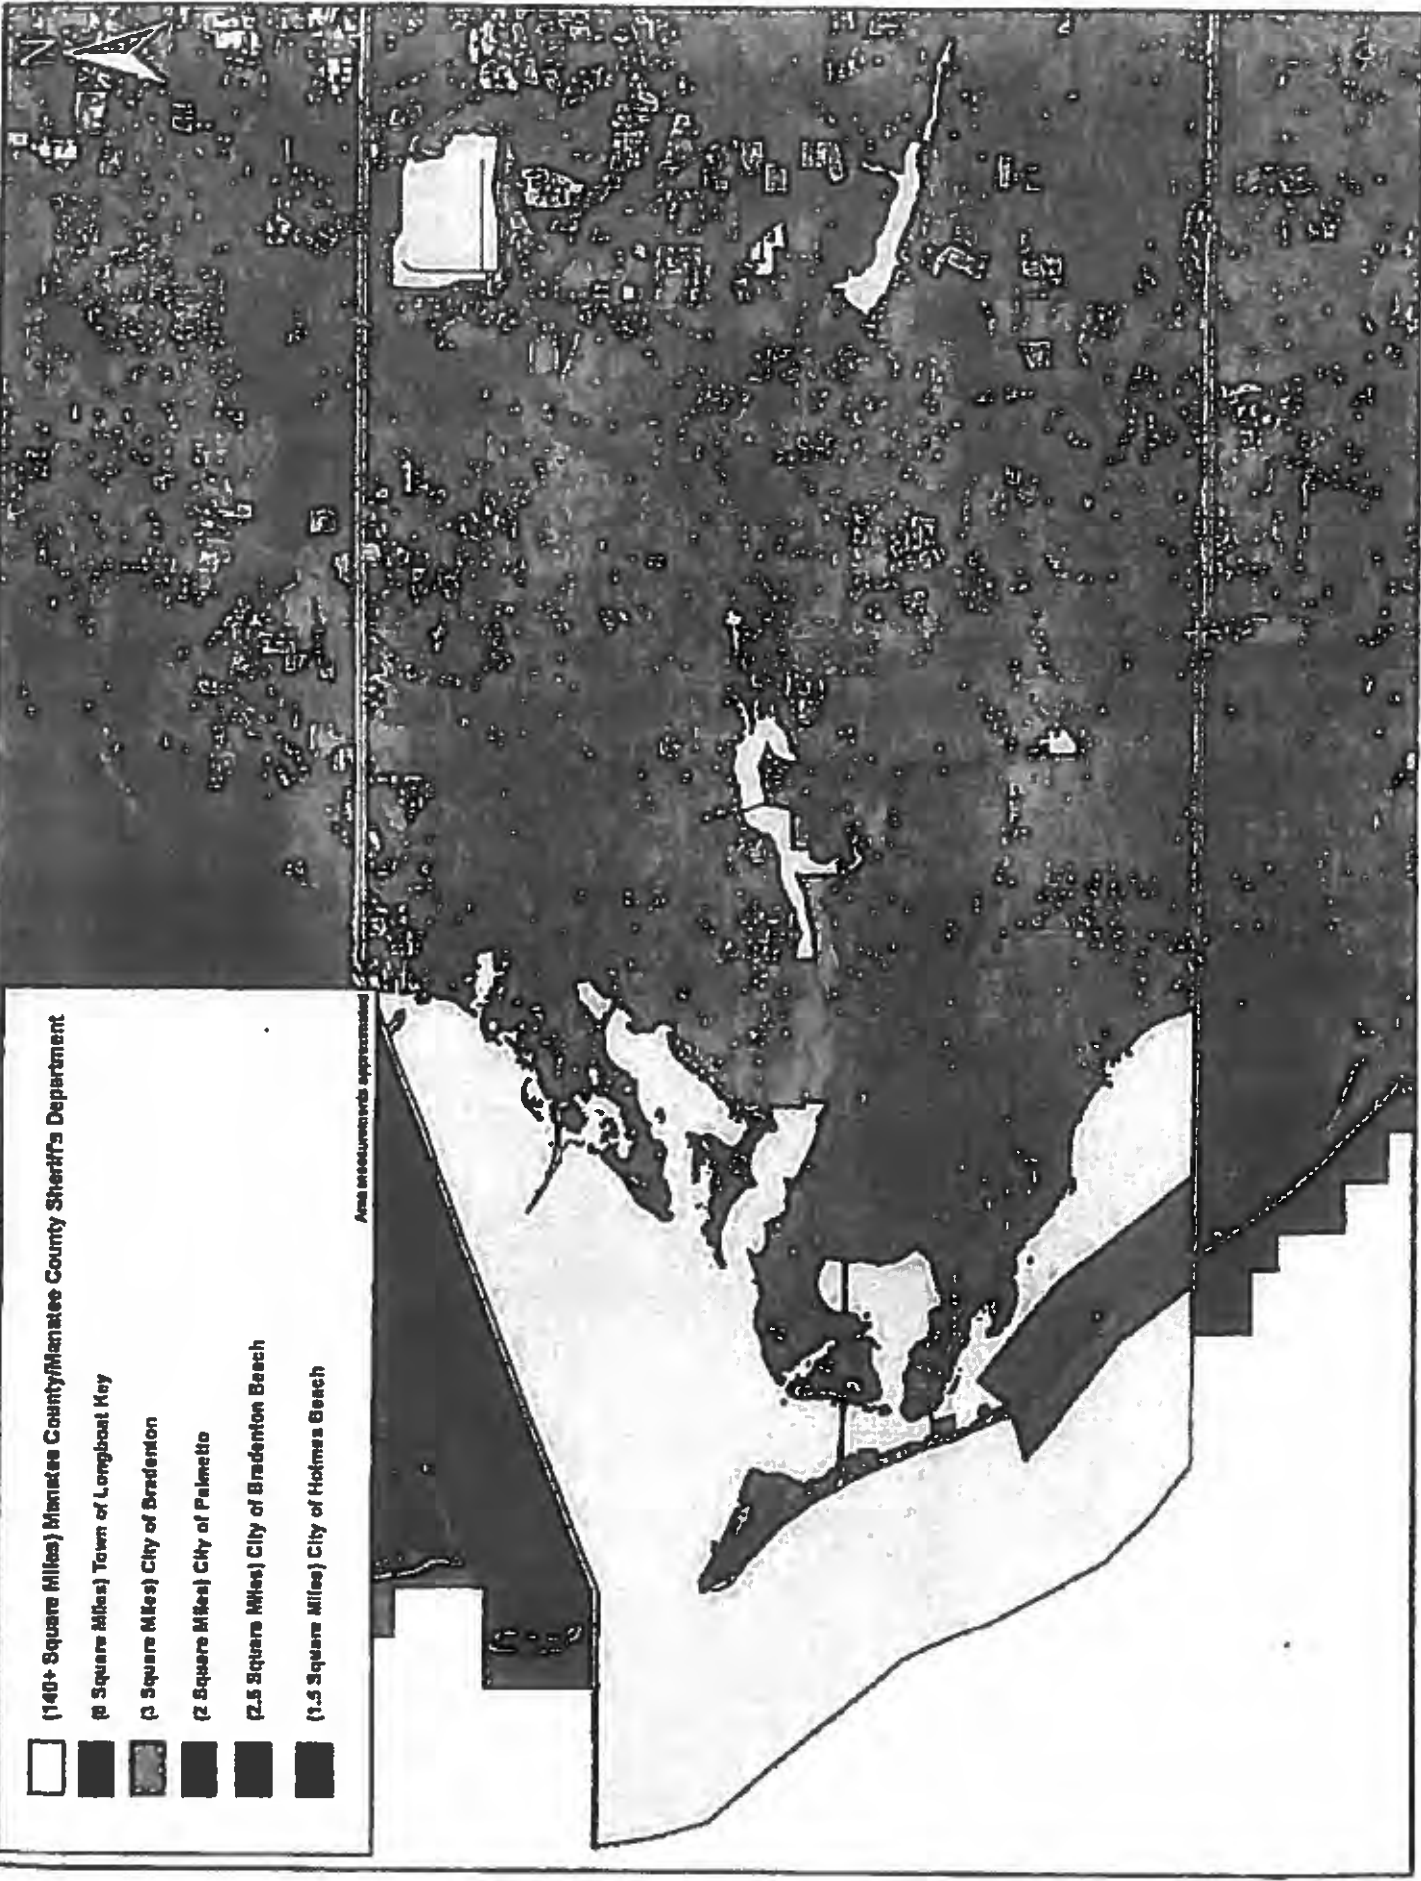 N
(140+ Square Miles) Manatee County/Manatee County Sheriff's Department
(8 Square Miles) Town of Longboat Key
(3 Square Miles) City of Bradenton
(2 Square Miles) City of Palmetto
(2.5 Square Miles) City of Bradenton Beach
(1.5 Square Miles) City of Holmes Beach
Area measurements approximated